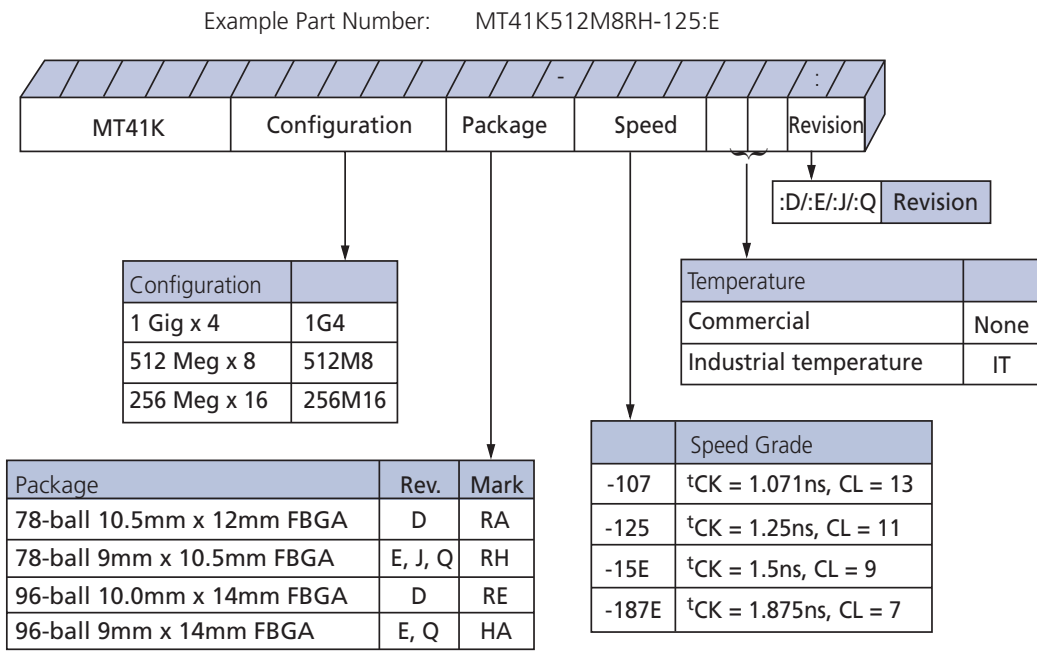 Example Part Number: MT41K512M8RH-125:E
- :
MT41K Configuration Package Speed Revision
:D/:E/:J/:Q Revision
Configuration
1 Gig x 4 1G4
512 Meg x 8 512M8
256 Meg x 16 256M16
Temperature
Commercial None
Industrial temperature IT
Package Rev. Mark
78-ball 10.5mm x 12mm FBGA D RA
78-ball 9mm x 10.5mm FBGA E, J, Q RH
96-ball 10.0mm x 14mm FBGA D RE
96-ball 9mm x 14mm FBGA E, Q HA
Speed Grade
-107 tCK = 1.071ns, CL = 13
-125 tCK = 1.25ns, CL = 11
-15E tCK = 1.5ns, CL = 9
-187E tCK = 1.875ns, CL = 7